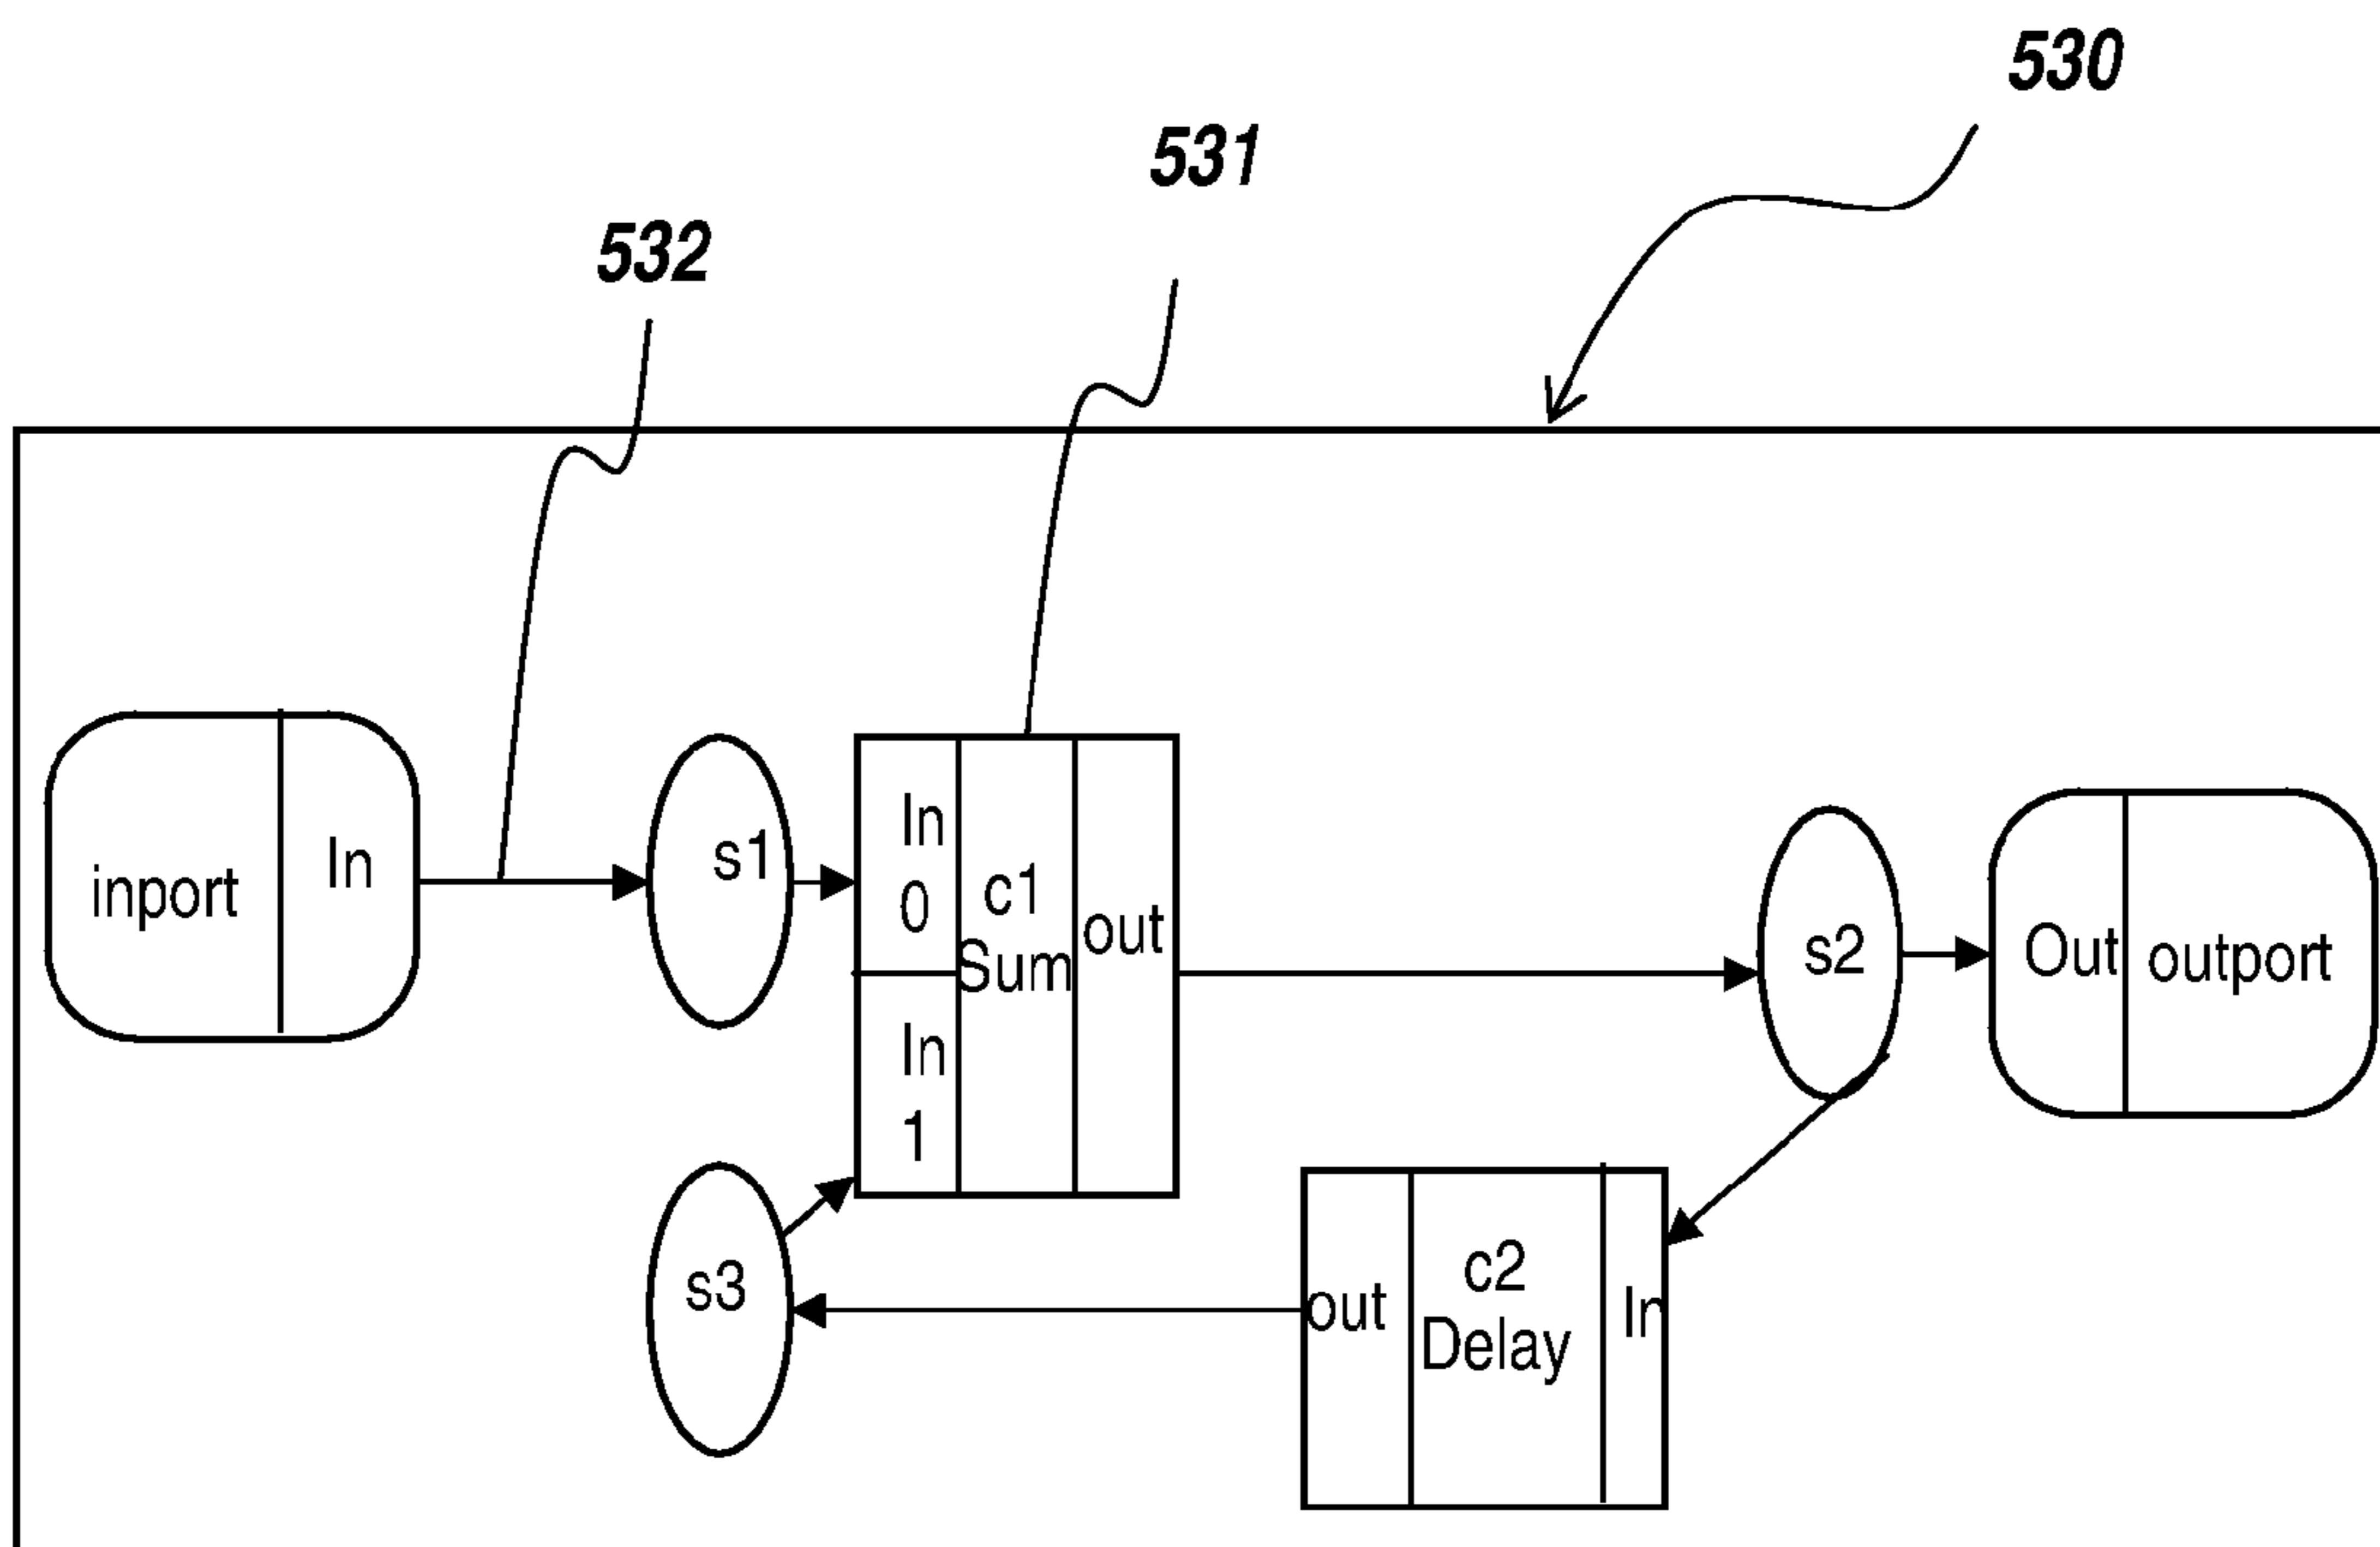 530
531
532
inport
In
s1
In
0
c1
Sum
out
In
1
s2
Out
outport
s3
out
c2
Delay
In